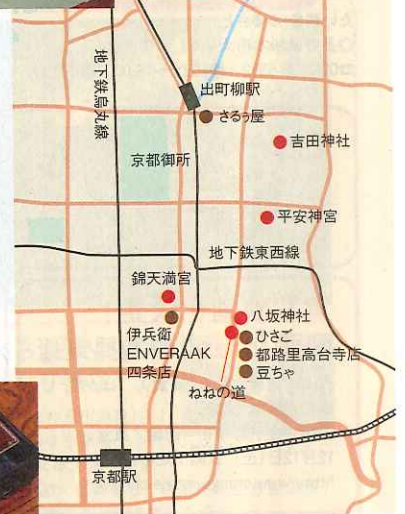 出町柳駅
地下鉄烏丸線
さるぅ屋
吉田神社
京都御所
平安神宮
地下鉄東西線
錦天満宮
伊兵衛
ENVERAAK
四条店
八坂神社
ひさご
都路里高台寺店
豆ちゃ
ねねの道
京都駅